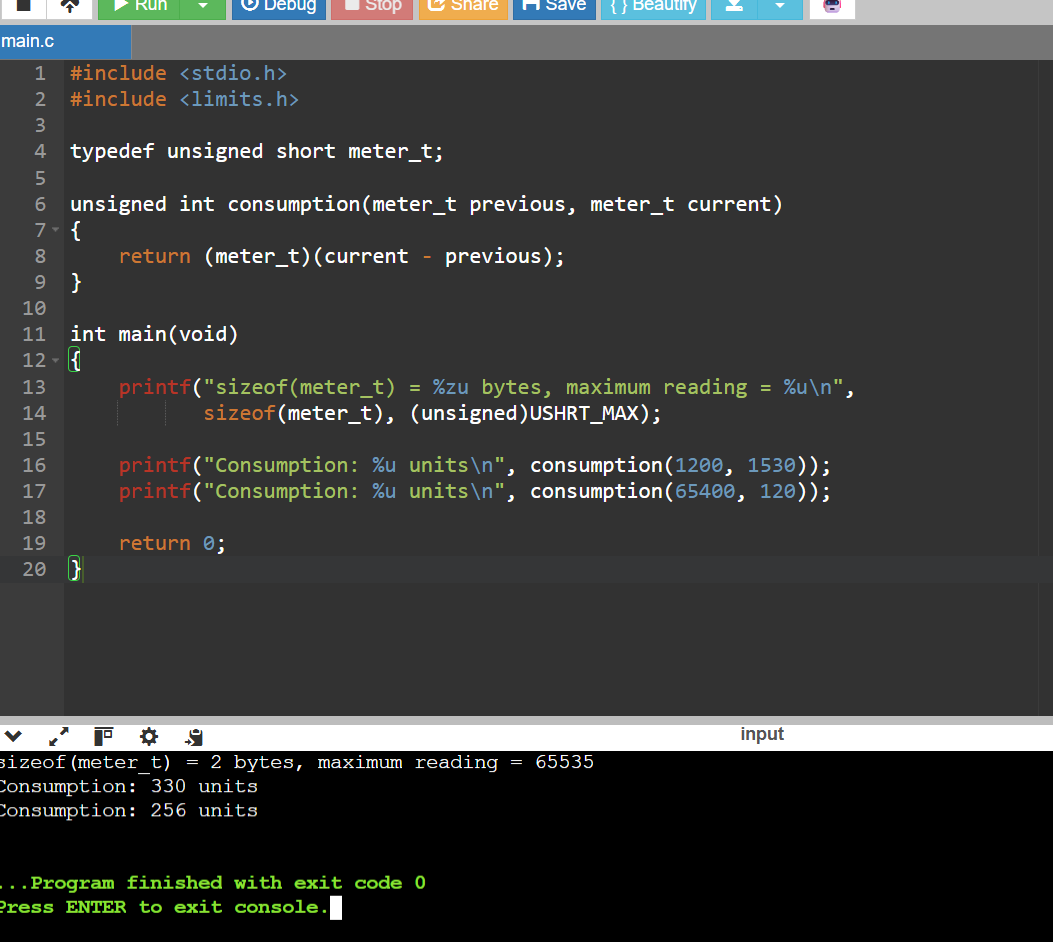 Run Debug Stop Share Save { } Beautify
main.c
1 #include <stdio.h>
2 #include <limits.h>
3
4 typedef unsigned short meter_t;
5
6 unsigned int consumption(meter_t previous, meter_t current)
7 {
8     return (meter_t)(current - previous);
9 }
10
11 int main(void)
12 {
13     printf("sizeof(meter_t) = %zu bytes, maximum reading = %u\n",
14            sizeof(meter_t), (unsigned)USHRT_MAX);
15
16     printf("Consumption: %u units\n", consumption(1200, 1530));
17     printf("Consumption: %u units\n", consumption(65400, 120));
18
19     return 0;
20 }
input
sizeof(meter_t) = 2 bytes, maximum reading = 65535
Consumption: 330 units
Consumption: 256 units
...Program finished with exit code 0
Press ENTER to exit console.